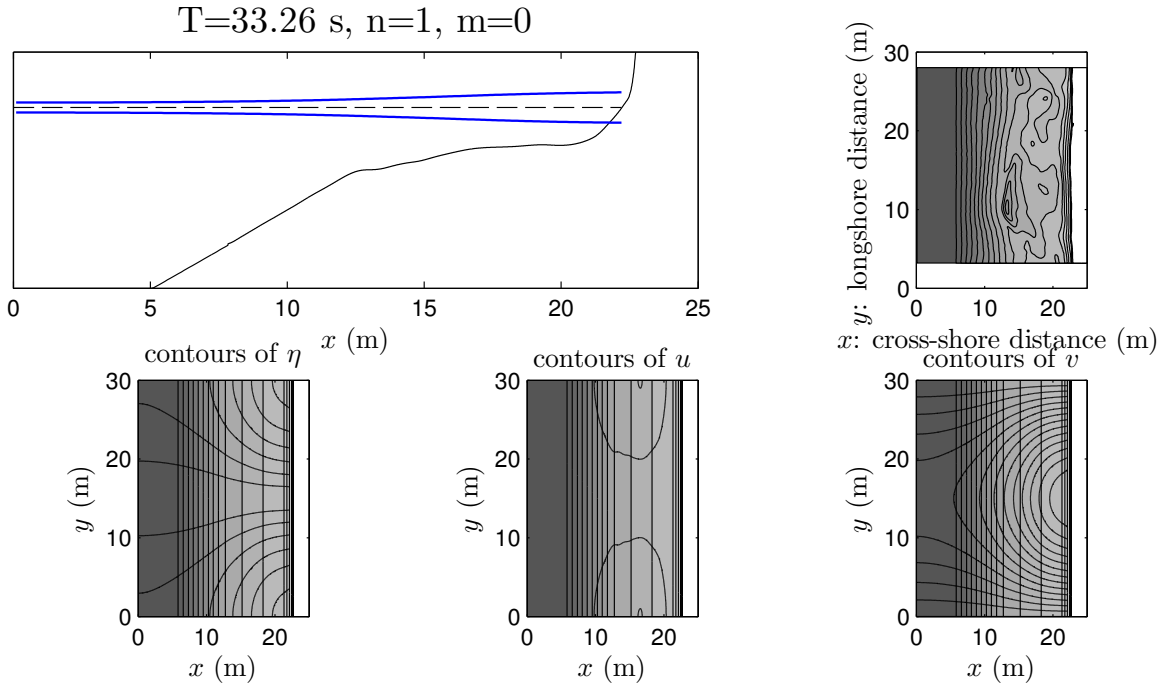 T=33.26 s, n=1, m=0
0 5 10 15 20 25
x (m)
y: longshore distance (m)
30
20
10
0
0 10 20
x: cross-shore distance (m)
contours of η
y (m)
30
20
10
0
0 10 20
x (m)
contours of u
y (m)
30
20
10
0
0 10 20
x (m)
contours of v
y (m)
30
20
10
0
0 10 20
x (m)